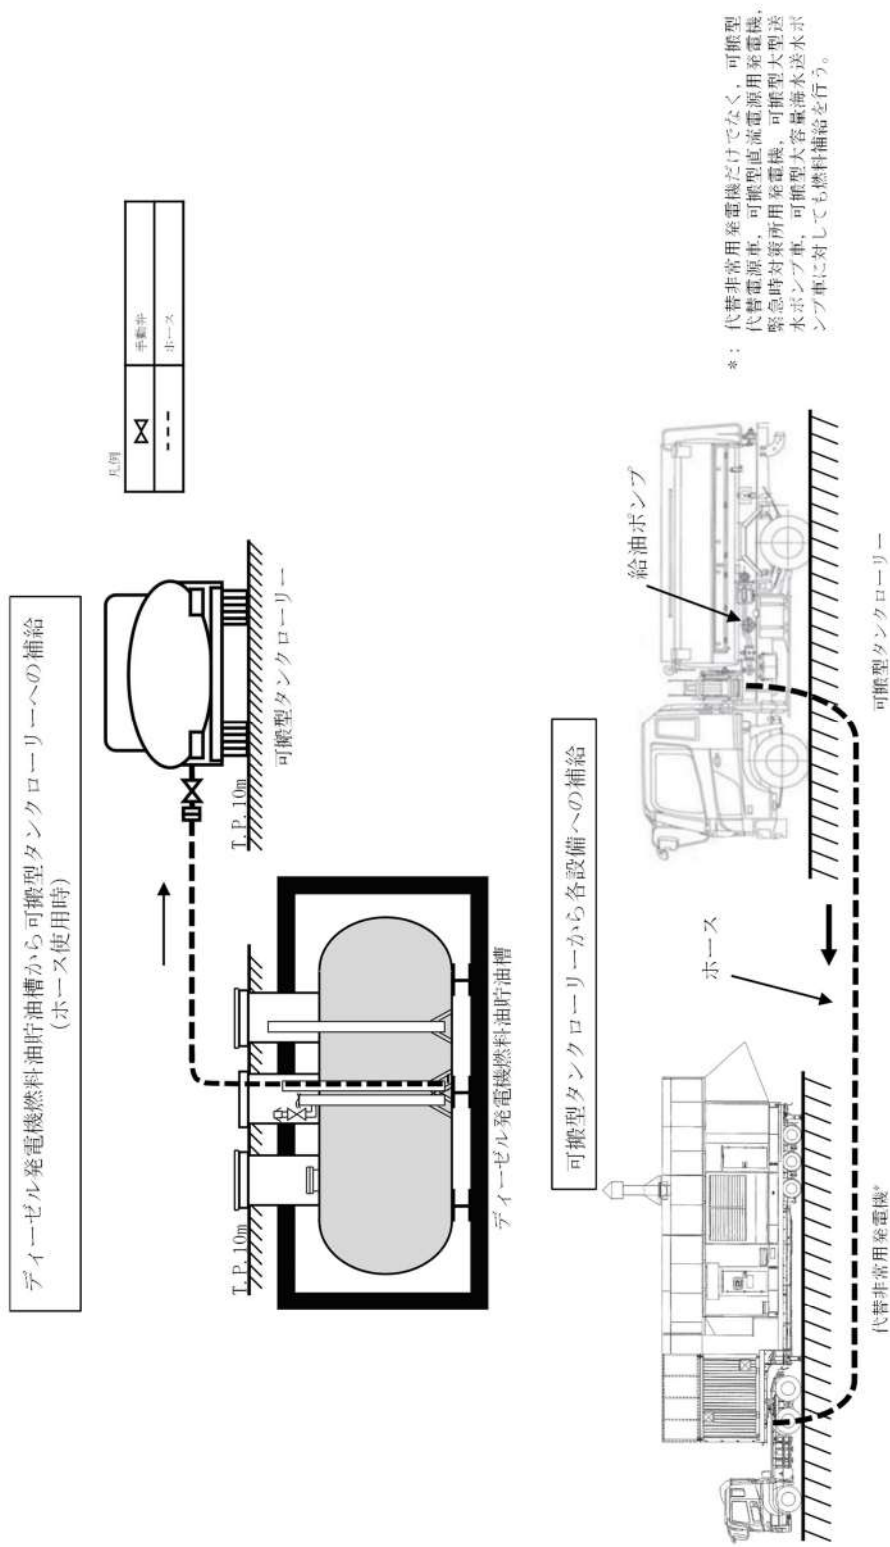 ディーゼル発電機燃料油貯油槽から可搬型タンクローリーへの補給
(ホース使用時)
凡例
手動弁
ホース
T.P.10m
T.P.10m
可搬型タンクローリー
ディーゼル発電機燃料油貯油槽
可搬型タンクローリーから各設備への補給
給油ポンプ
ホース
代替非常用発電機*
可搬型タンクローリー
*: 代替非常用発電機だけでなく，可搬型
代替電源車，可搬型直流電源用発電機，
緊急時対策所用発電機，可搬型大型送
水ポンプ車，可搬型大容量海水送水ポ
ンプ車に対しても燃料補給を行う。